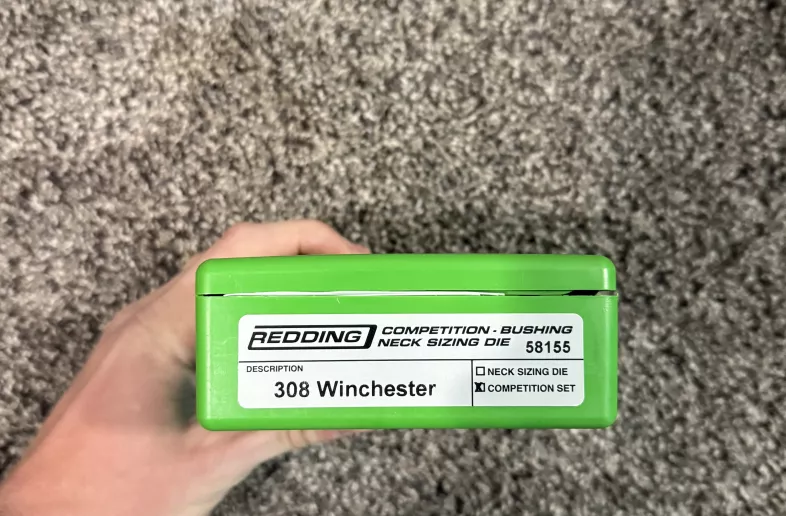 REDDING COMPETITION - BUSHING
NECK SIZING DIE 58155
DESCRIPTION
308 Winchester
NECK SIZING DIE
COMPETITION SET